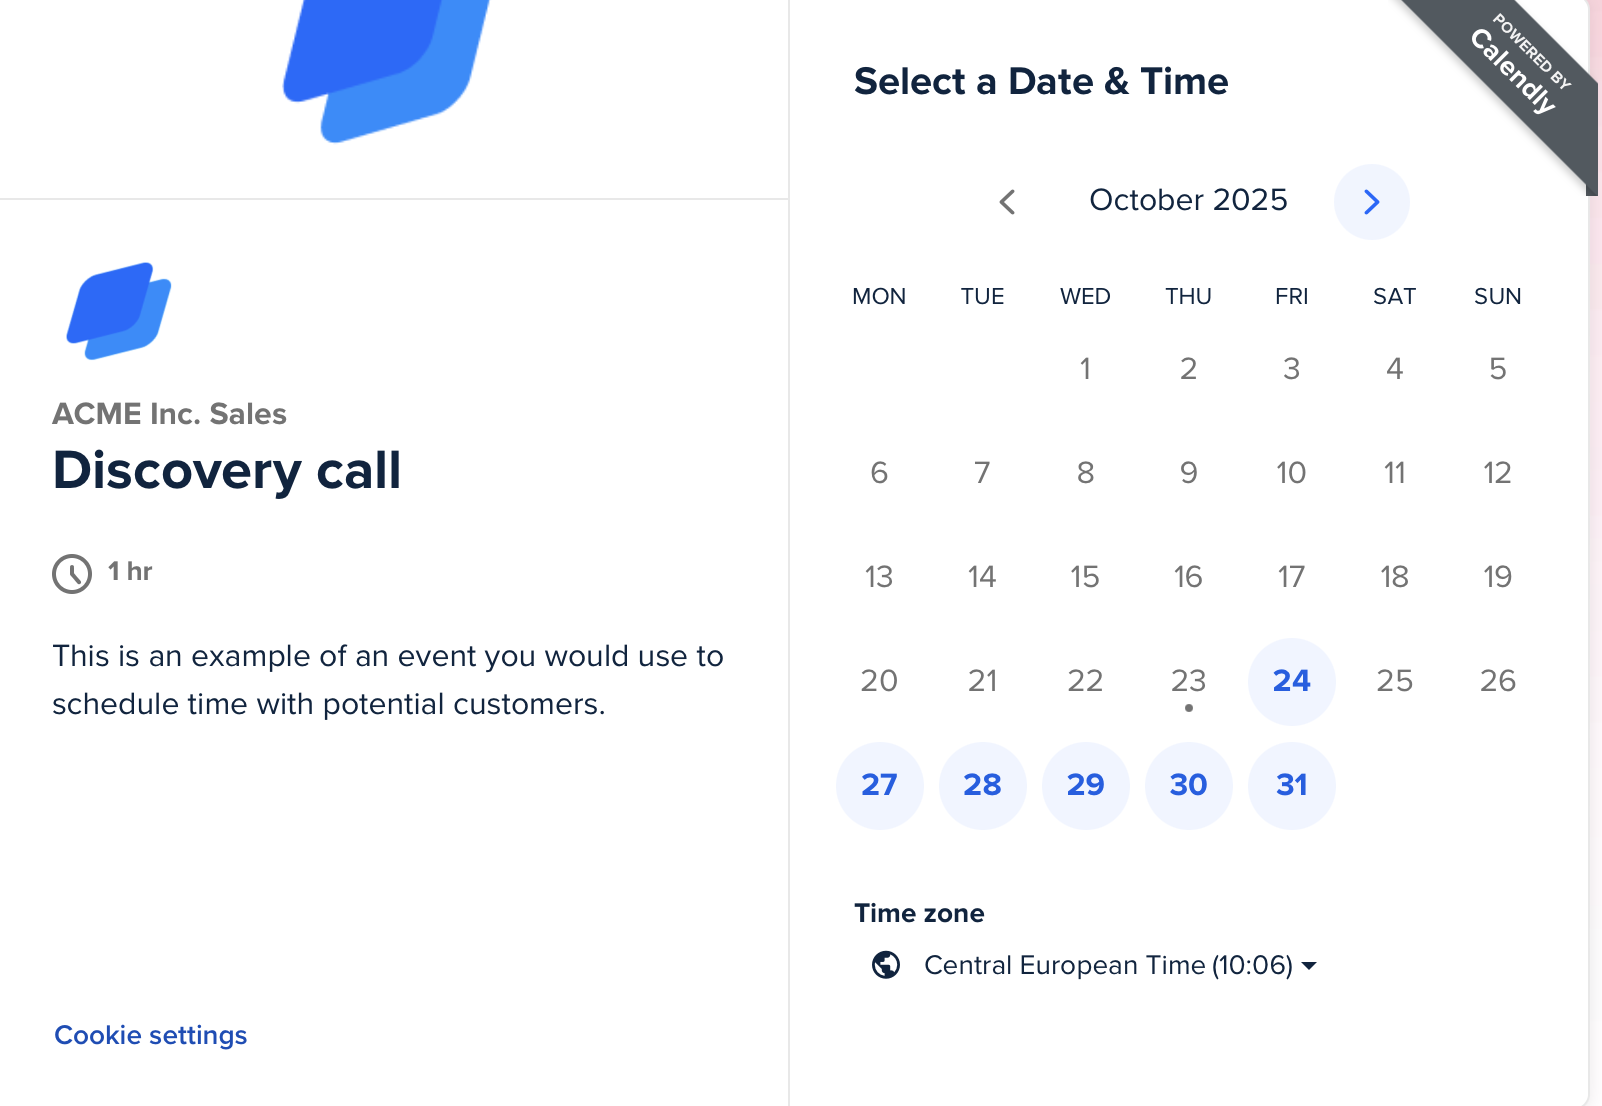 ACME Inc. Sales
Discovery call
1 hr
This is an example of an event you would use to
schedule time with potential customers.
Cookie settings
POWERED BY
Calendly
Select a Date & Time
October 2025
MON TUE WED THU FRI SAT SUN
1 2 3 4 5
6 7 8 9 10 11 12
13 14 15 16 17 18 19
20 21 22 23 24 25 26
27 28 29 30 31
Time zone
Central European Time (10:06)